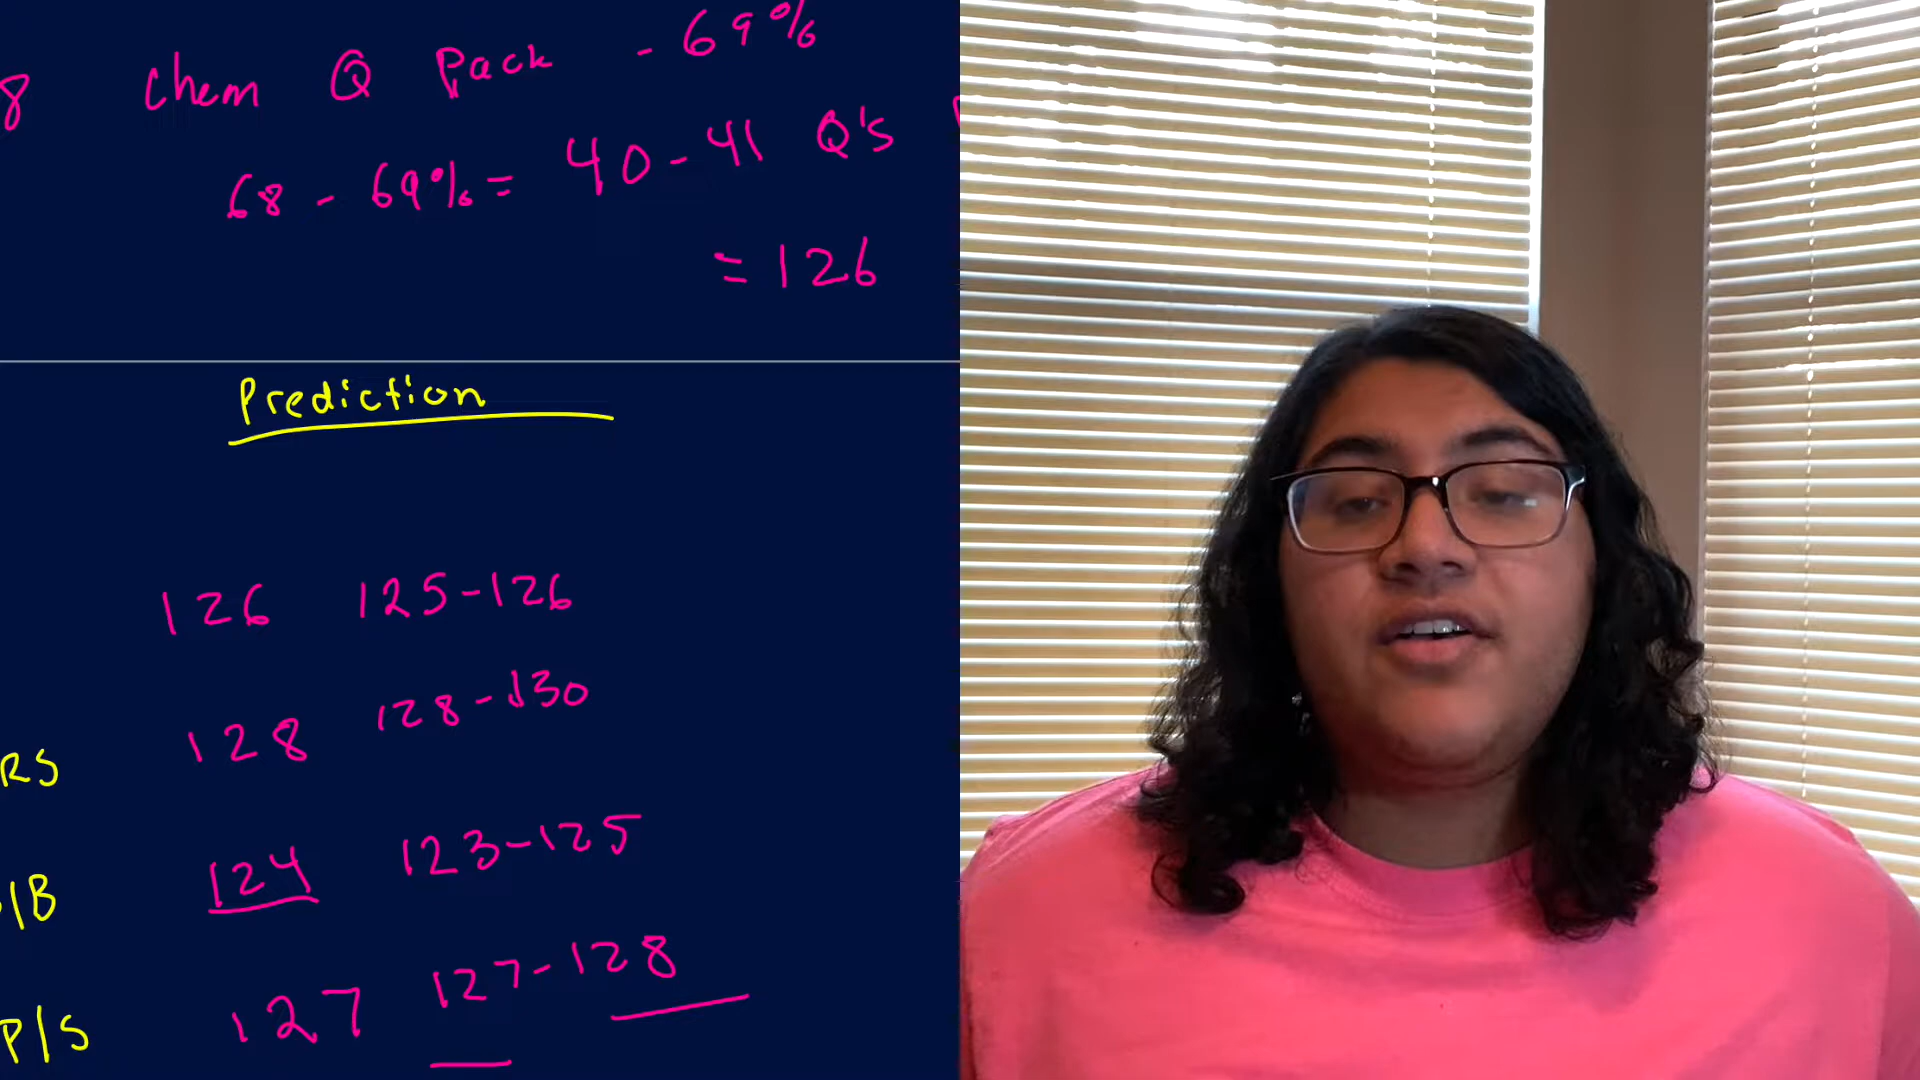 8 Chem Q Pack - 69%
68 - 69% = 40 - 41 Q's
= 126
Prediction
126 125-126
RS 128 128-130
/B 124 123-125
P/S 127 127-128